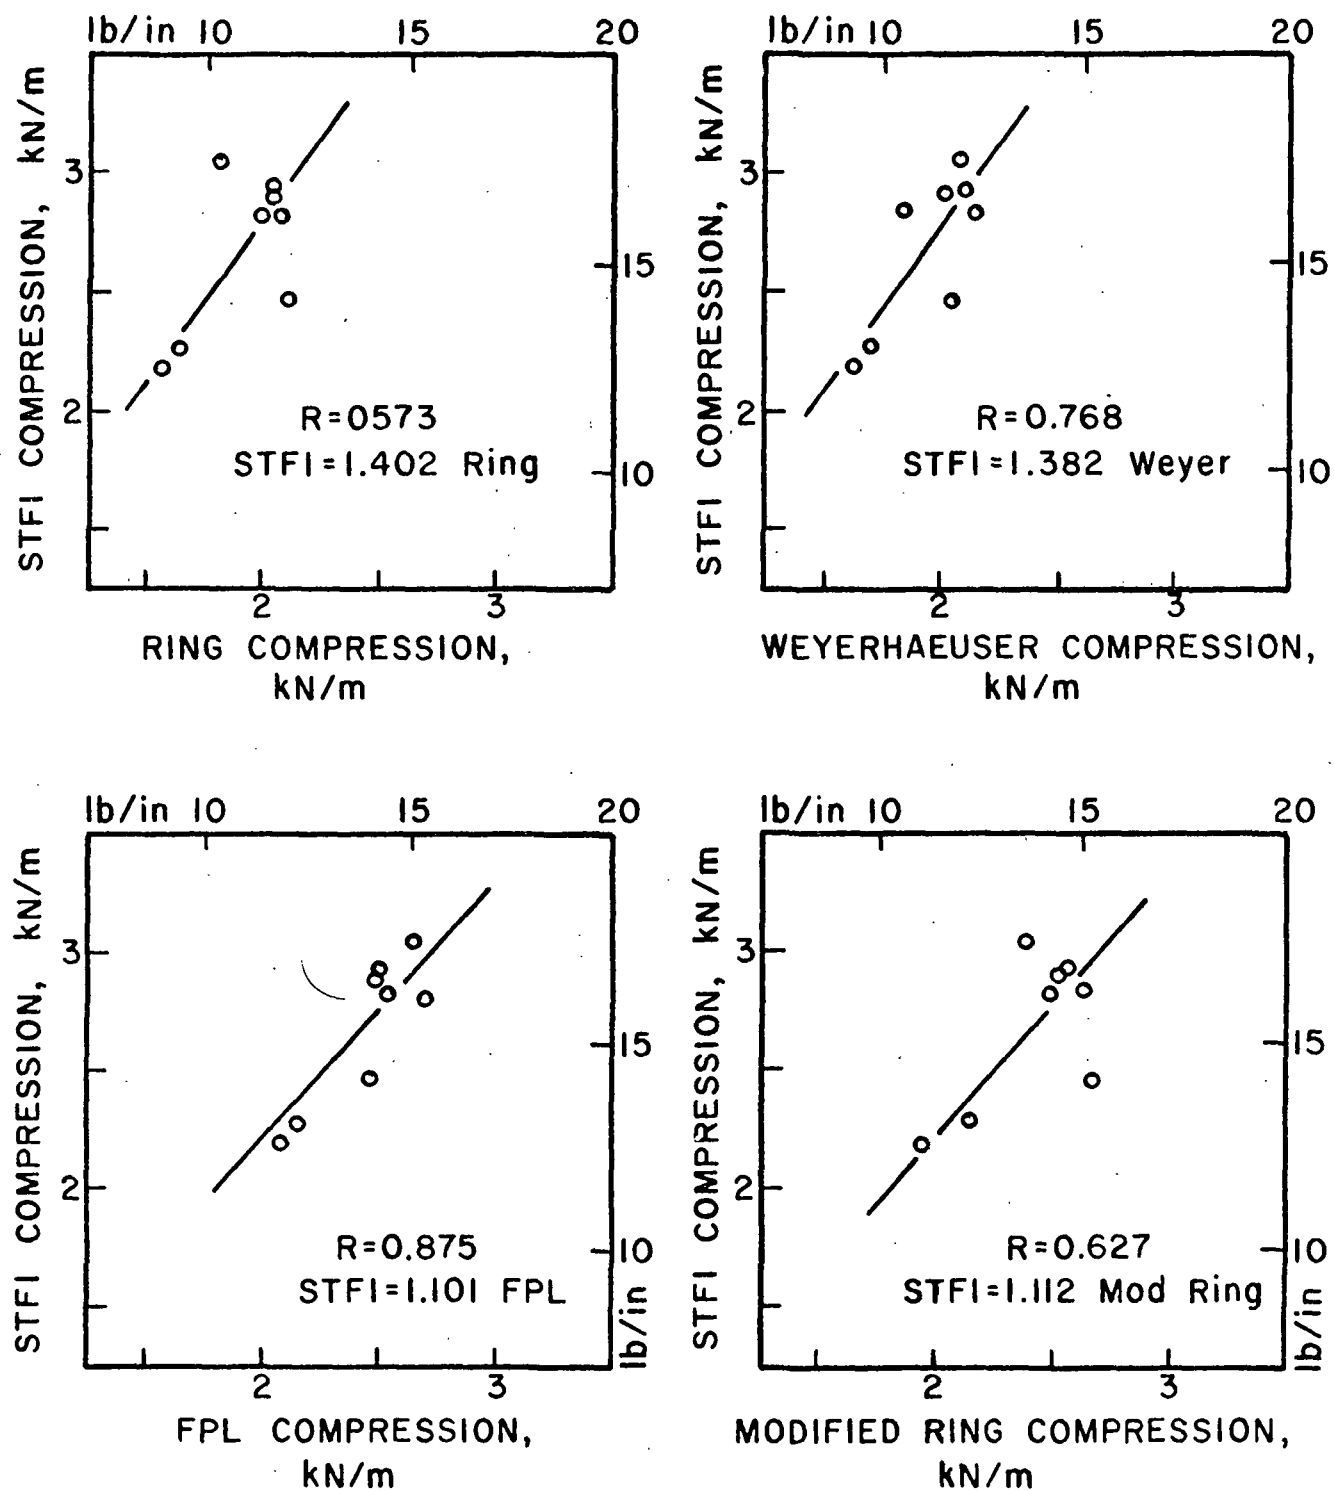 lb/in 10 15 20
STFI COMPRESSION, kN/m
3
15
2
R=0573
STFI=1.402 Ring
10
2 3
RING COMPRESSION,
kN/m
lb/in 10 15 20
STFI COMPRESSION, kN/m
3
15
2
R=0.768
STFI=1.382 Weyer
10
2 3
WEYERHAEUSER COMPRESSION,
kN/m
lb/in 10 15 20
STFI COMPRESSION, kN/m
3
15
2
R=0.875
10
STFI=1.101 FPL
lb/in
2 3
FPL COMPRESSION,
kN/m
lb/in 10 15 20
STFI COMPRESSION, kN/m
3
15
2
R=0.627
10
STFI=1.112 Mod Ring
lb/in
2 3
MODIFIED RING COMPRESSION,
kN/m